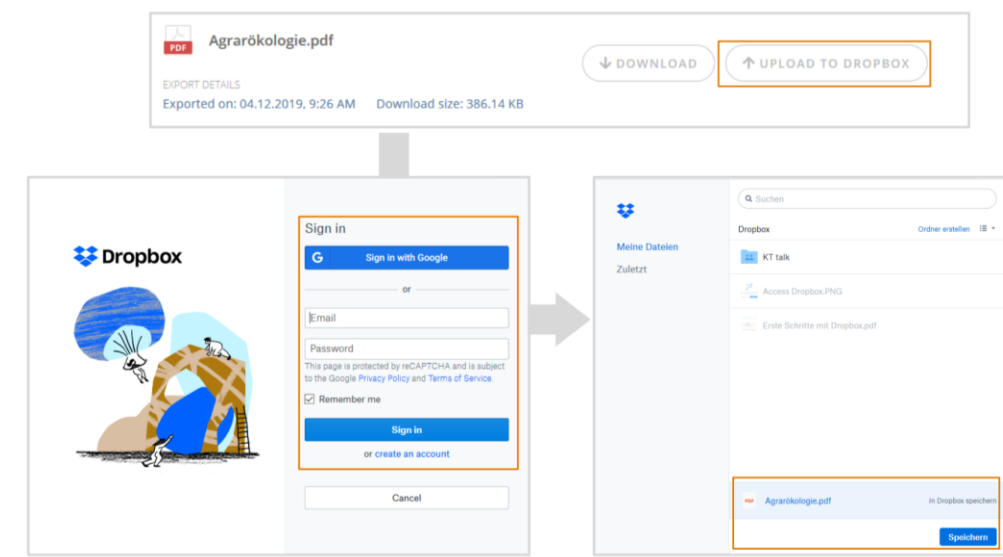 PDF
Agrarökologie.pdf
DOWNLOAD
UPLOAD TO DROPBOX
EXPORT DETAILS
Exported on: 04.12.2019, 9:26 AM Download size: 386.14 KB
Dropbox
Sign in
G Sign in with Google
or
Email
Password
This page is protected by reCAPTCHA and is subject
to the Google Privacy Policy and Terms of Service.
Remember me
Sign in
or create an account
Cancel
Meine Dateien
Zuletzt
Suchen
Dropbox Ordner erstellen
KT talk
Access Dropbox.PNG
Erste Schritte mit Dropbox.pdf
PDF Agrarökologie.pdf In Dropbox speichern
Speichern